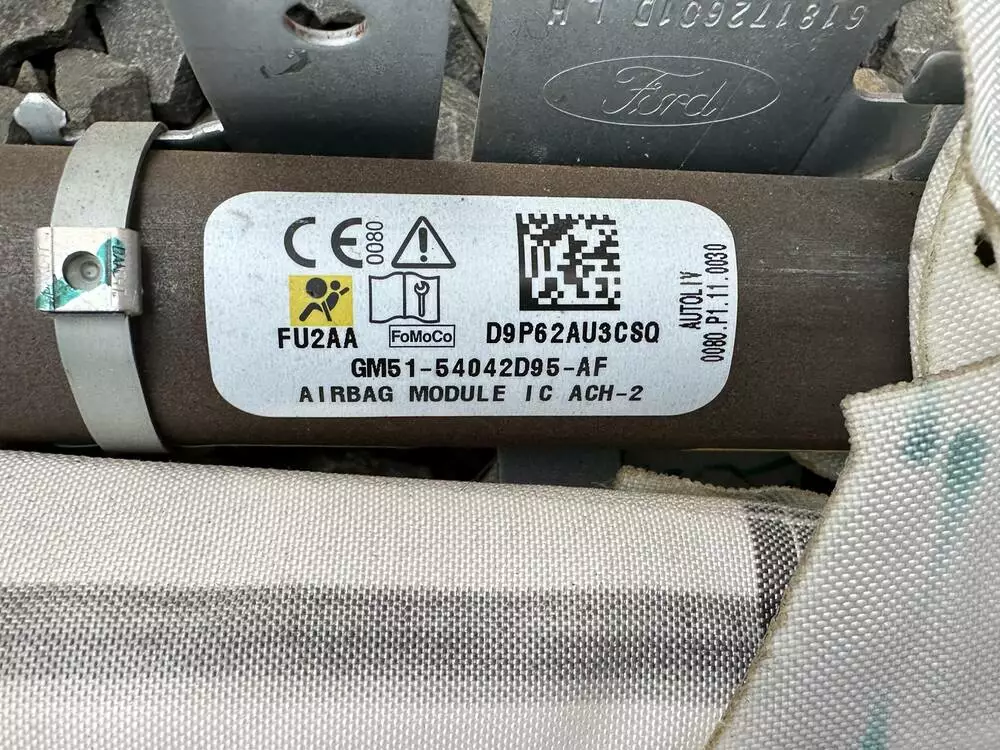 618172601D L H
Ford
CE 0080
FU2AA
FoMoCo
D9P62AU3CSQ
GM51-54042D95-AF
AIRBAG MODULE IC ACH-2
AUTOLIV
0080.P1.11.0030